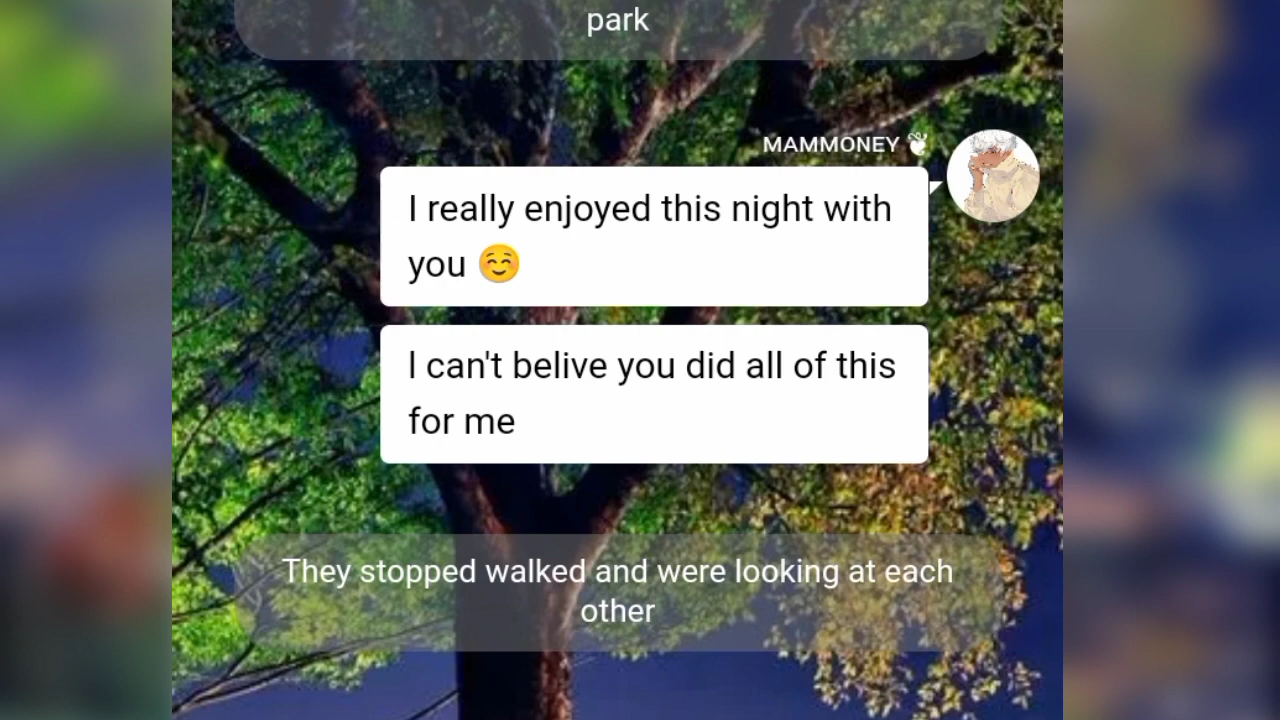 park
MAMMONEY ❦
I really enjoyed this night with
you ☺️
I can't belive you did all of this
for me
They stopped walked and were looking at each
other